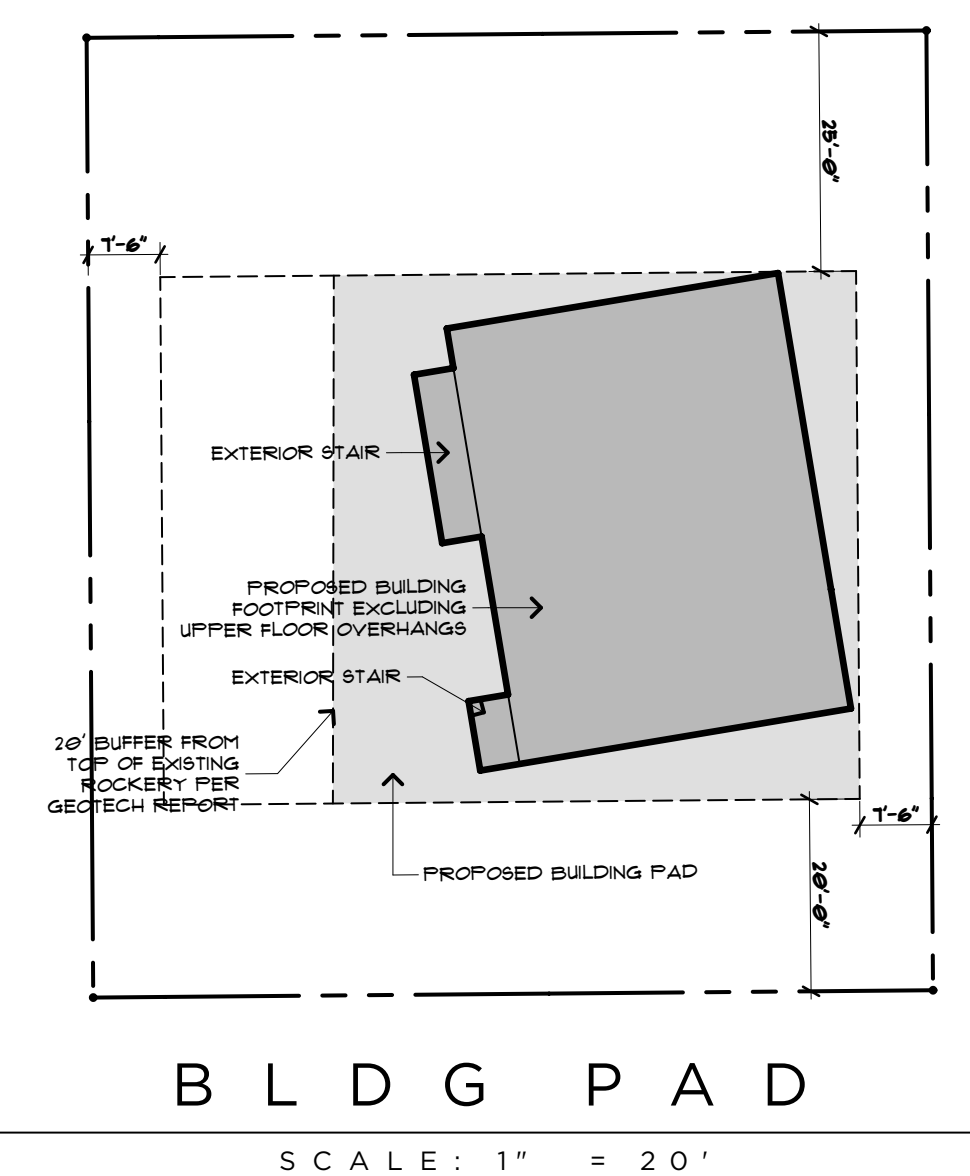 25'-0"
7'-6"
EXTERIOR STAIR
PROPOSED BUILDING
FOOTPRINT EXCLUDING
UPPER FLOOR OVERHANGS
EXTERIOR STAIR
20' BUFFER FROM
TOP OF EXISTING
ROCKERY PER
GEOTECH REPORT
7'-6"
PROPOSED BUILDING PAD
20'-0"
BLDG PAD
SCALE: 1" = 20'